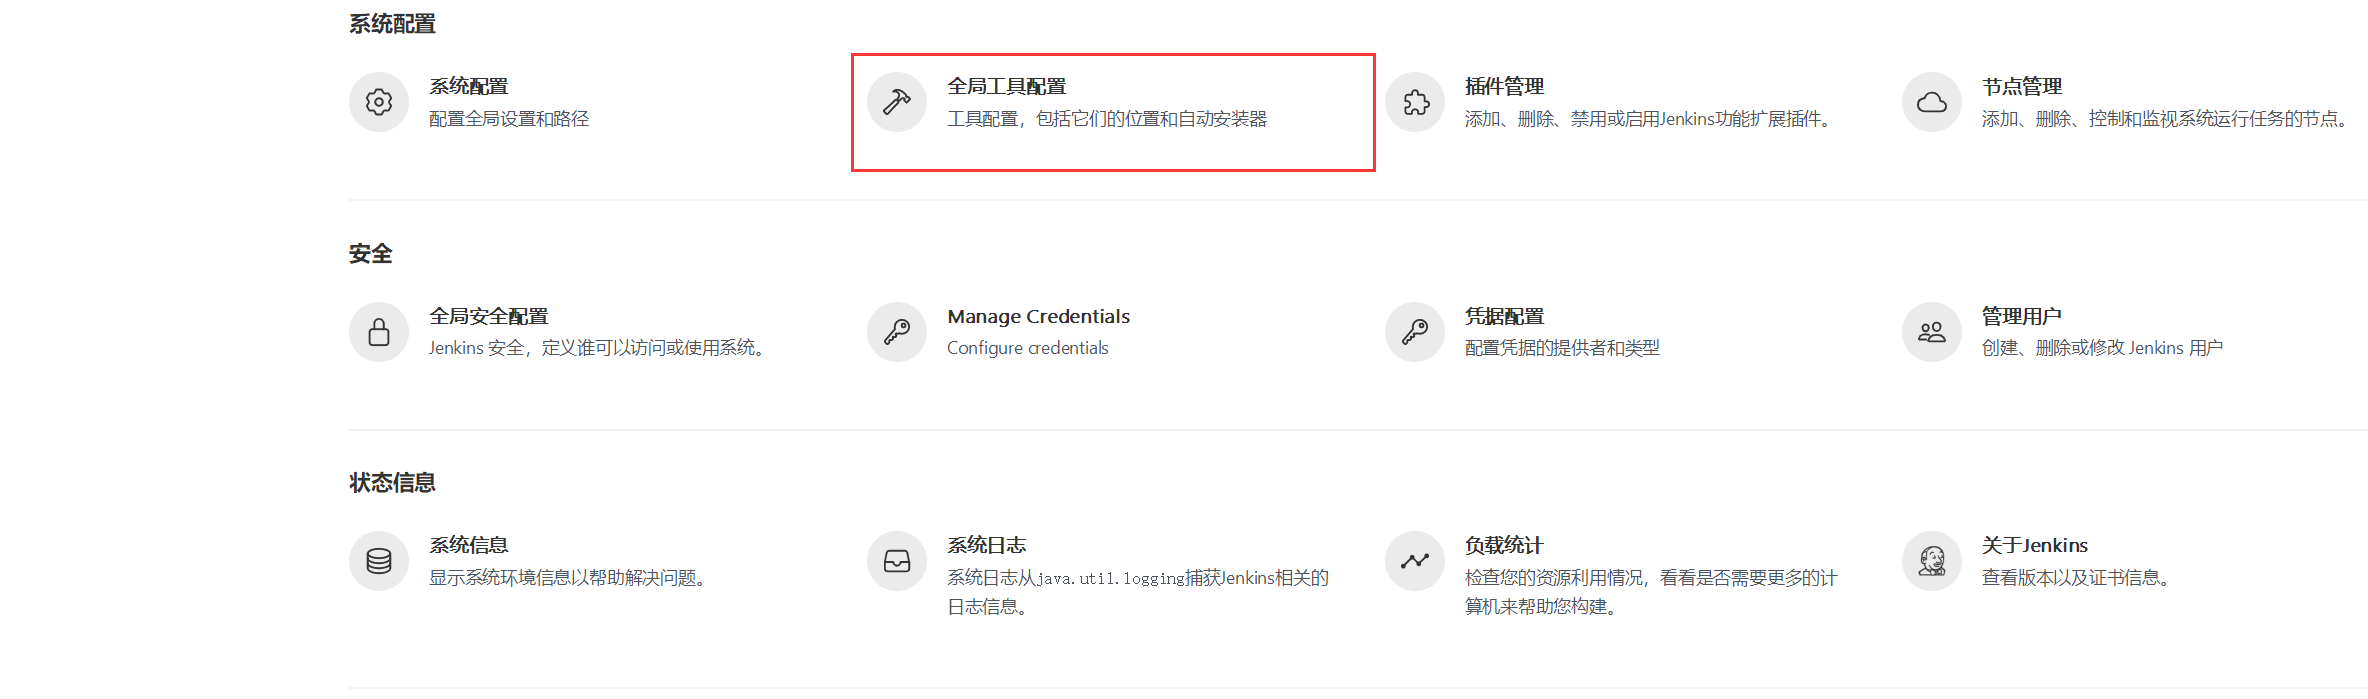 系统配置
系统配置
配置全局设置和路径
全局工具配置
工具配置，包括它们的位置和自动安装器
插件管理
添加、删除、禁用或启用Jenkins功能扩展插件。
节点管理
添加、删除、控制和监视系统运行任务的节点。
安全
全局安全配置
Jenkins 安全，定义谁可以访问或使用系统。
Manage Credentials
Configure credentials
凭据配置
配置凭据的提供者和类型
管理用户
创建、删除或修改 Jenkins 用户
状态信息
系统信息
显示系统环境信息以帮助解决问题。
系统日志
系统日志从java.util.logging捕获Jenkins相关的
日志信息。
负载统计
检查您的资源利用情况，看看是否需要更多的计
算机来帮助您构建。
关于Jenkins
查看版本以及证书信息。